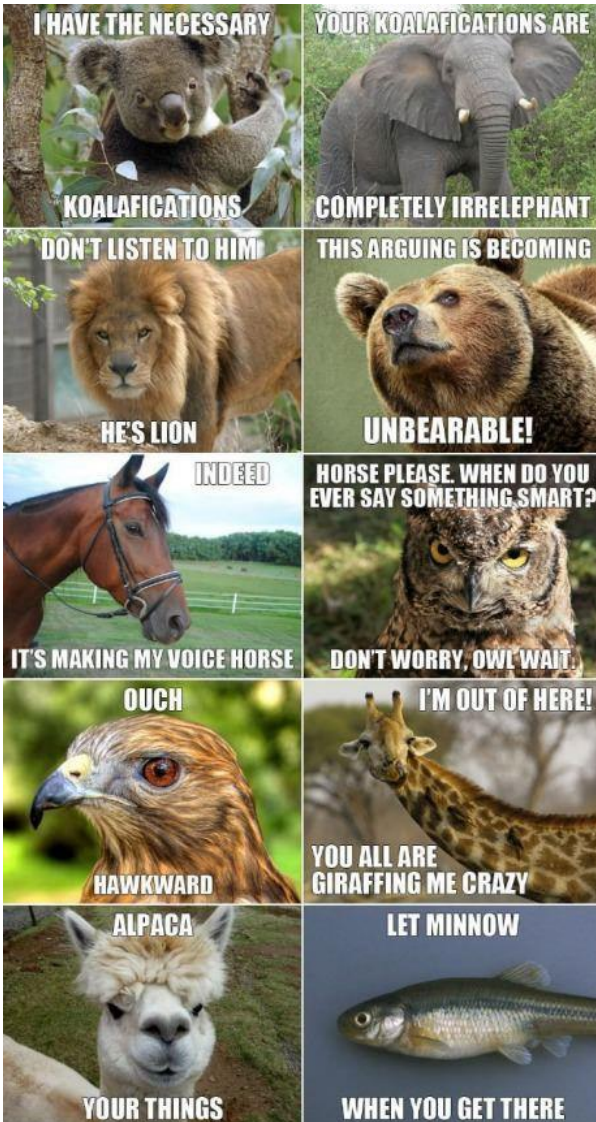 I HAVE THE NECESSARY
KOALAFICATIONS
YOUR KOALAFICATIONS ARE
COMPLETELY IRRELEPHANT
DON'T LISTEN TO HIM
HE'S LION
THIS ARGUING IS BECOMING
UNBEARABLE!
INDEED
IT'S MAKING MY VOICE HORSE
HORSE PLEASE. WHEN DO YOU
EVER SAY SOMETHING SMART?
DON'T WORRY, OWL WAIT.
OUCH
HAWKWARD
I'M OUT OF HERE!
YOU ALL ARE
GIRAFFING ME CRAZY
ALPACA
YOUR THINGS
LET MINNOW
WHEN YOU GET THERE